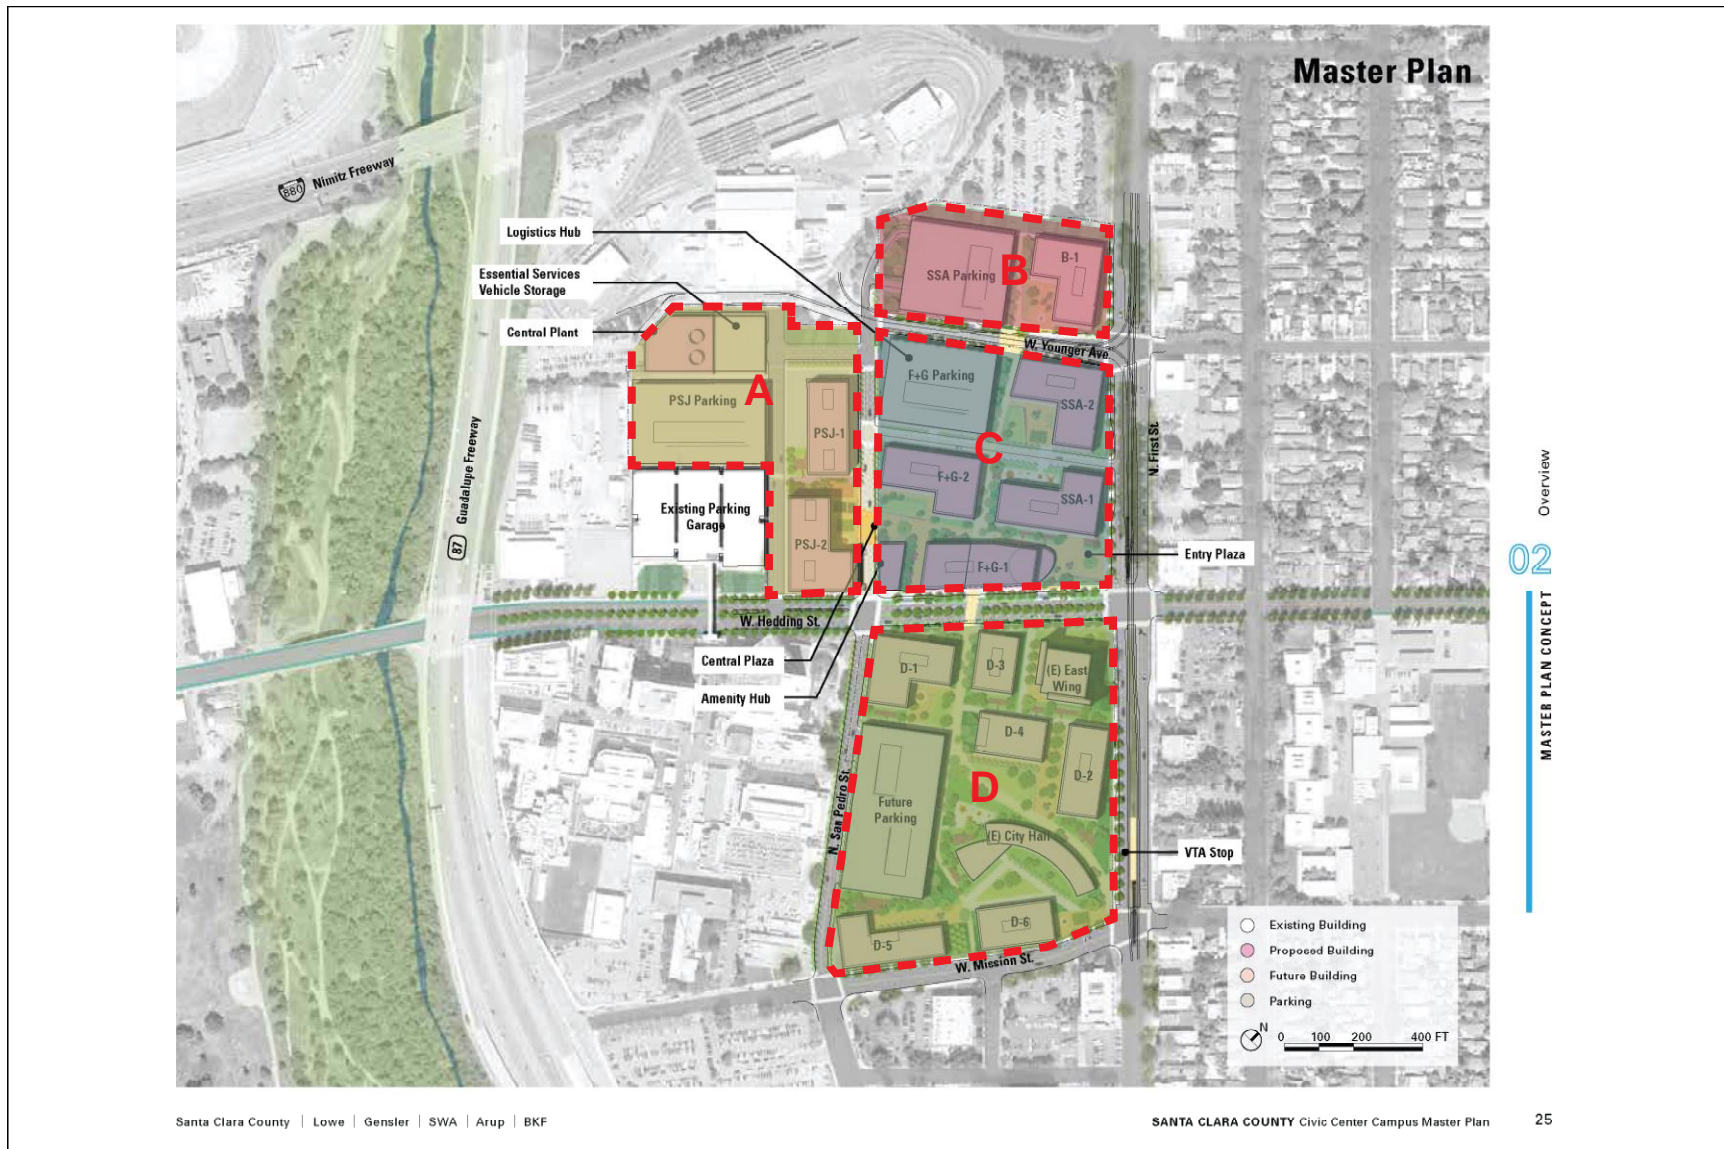 Master Plan
880
Nimitz Freeway
Logistics Hub
Essential Services
Vehicle Storage
Central Plant
SSA Parking
B
B-1
W. Younger Ave
PSJ Parking
A
PSJ-1
F+G Parking
SSA-2
C
N. First St.
F+G-2
SSA-1
87
Guadalupe Freeway
Existing Parking
Garage
PSJ-2
F+G-1
Entry Plaza
W. Hedding St.
Central Plaza
Amenity Hub
D-1
D-3
(E) East
Wing
D-4
D-2
D
N. San Pedro St.
Future
Parking
(E) City Hall
VTA Stop
D-5
D-6
W. Mission St.
Existing Building
Proposed Building
Future Building
Parking
N
0 100 200 400 FT
Overview
02
MASTER PLAN CONCEPT
Santa Clara County | Lowe | Gensler | SWA | Arup | BKF
SANTA CLARA COUNTY Civic Center Campus Master Plan
25